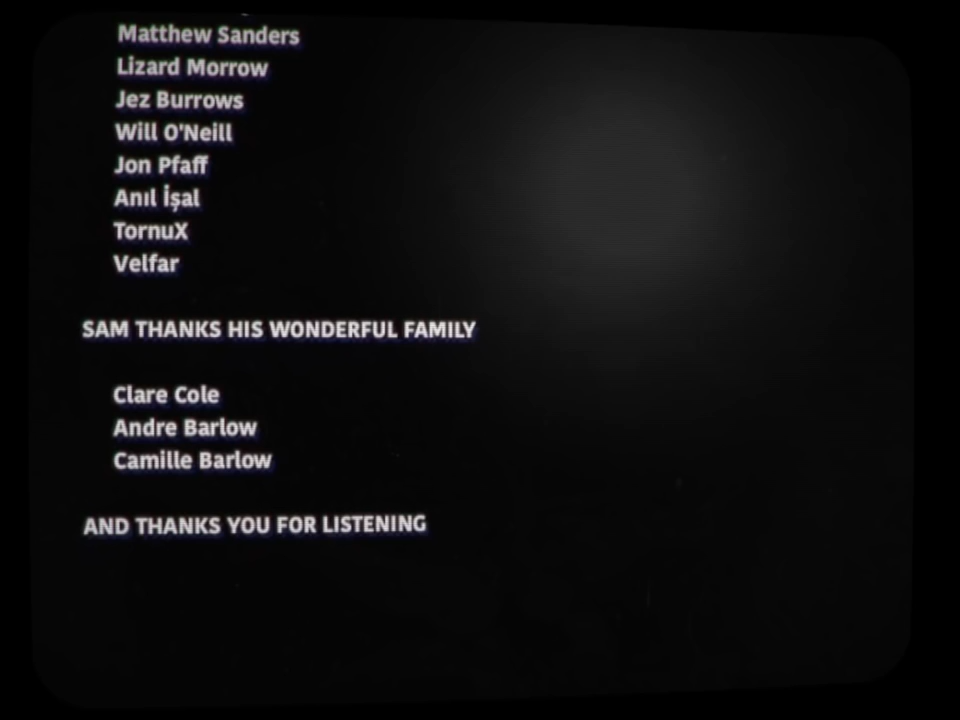 Matthew Sanders
Lizard Morrow
Jez Burrows
Will O'Neill
Jon Pfaff
Anıl İşal
TornuX
Velfar
SAM THANKS HIS WONDERFUL FAMILY
Clare Cole
Andre Barlow
Camille Barlow
AND THANKS YOU FOR LISTENING